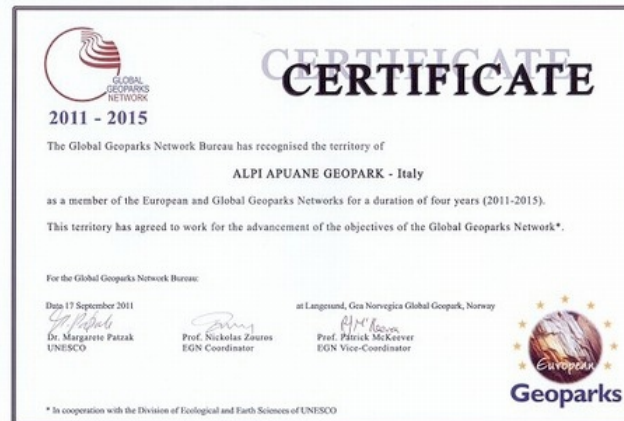 GLOBAL
GEOPARKS
NETWORK
CERTIFICATE
CERTIFICATE
2011 - 2015
The Global Geoparks Network Bureau has recognised the territory of
ALPI APUANE GEOPARK - Italy
as a member of the European and Global Geoparks Networks for a duration of four years (2011-2015).
This territory has agreed to work for the advancement of the objectives of the Global Geoparks Network*.
For the Global Geoparks Network Bureau:
Date 17 September 2011 at Langesund, Gea Norvegica Global Geopark, Norway
Dr. Margarete Patzak Prof. Nickolas Zouros Prof. Patrick McKeever
UNESCO EGN Coordinator EGN Vice-Coordinator
European
Geoparks
* In cooperation with the Division of Ecological and Earth Sciences of UNESCO